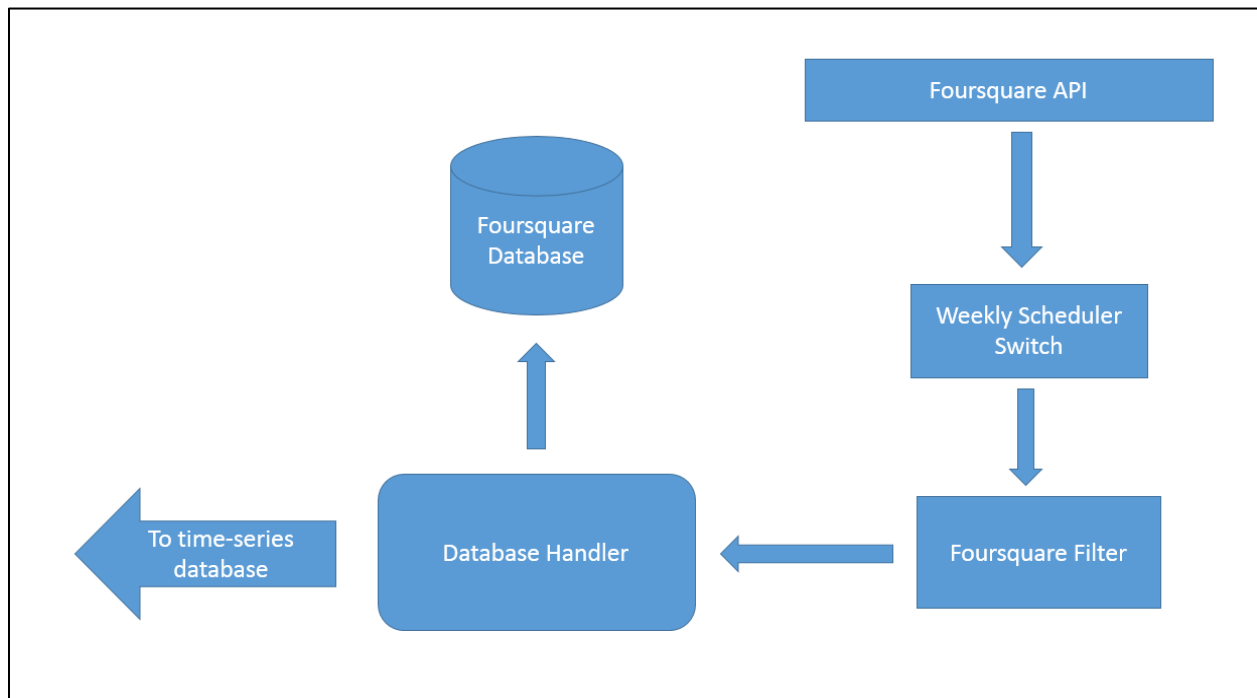 Foursquare API
Foursquare
Database
Weekly Scheduler
Switch
To time-series
database
Database Handler
Foursquare Filter